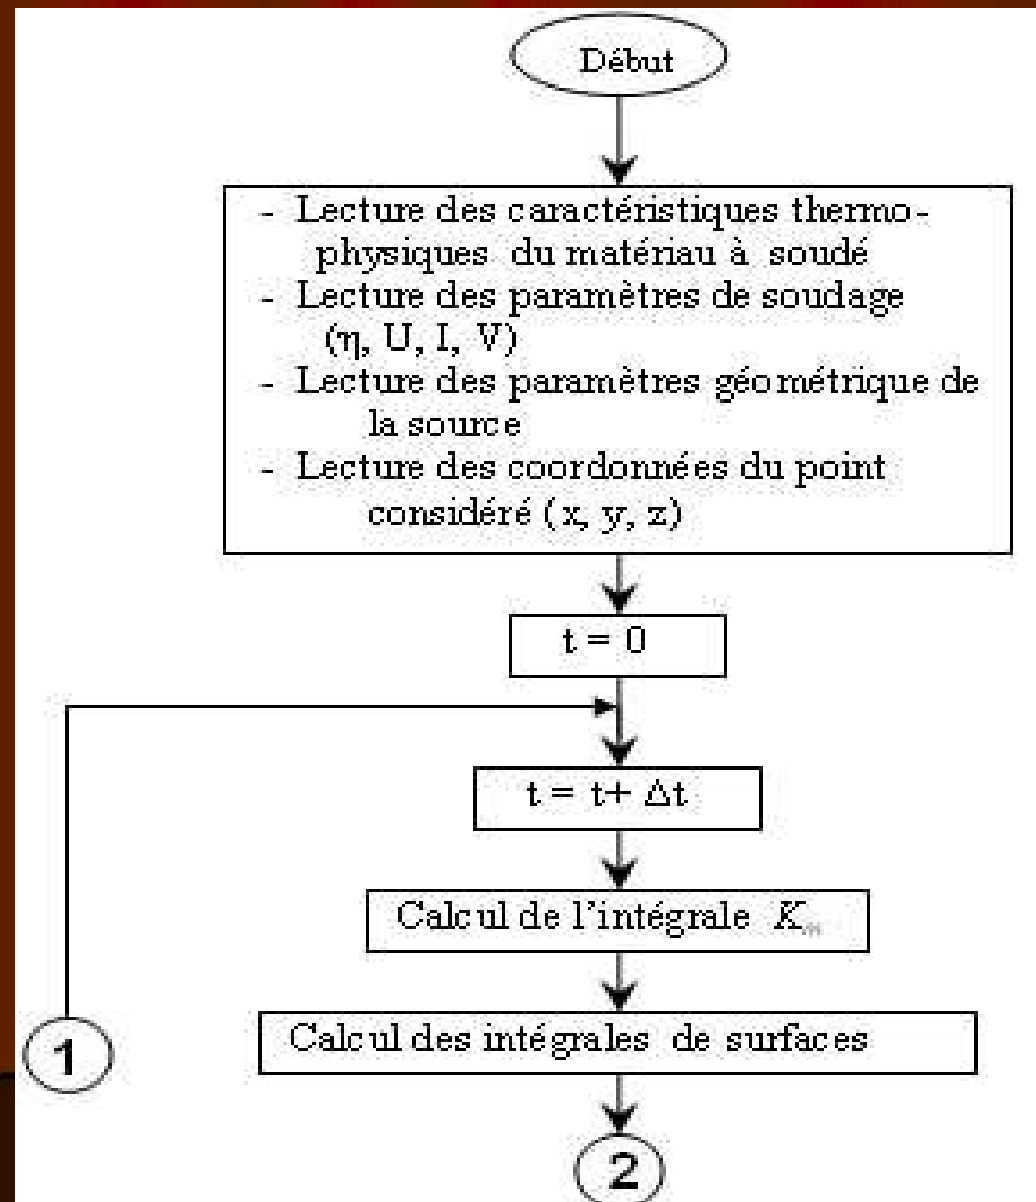 Début
- Lecture des caractéristiques thermo-
physiques du matériau à soudé
- Lecture des paramètres de soudage
(η, U, I, V)
- Lecture des paramètres géométrique de
la source
- Lecture des coordonnées du point
considéré (x, y, z)
t = 0
t = t+ Δt
Calcul de l'intégrale K
Calcul des intégrales de surfaces
1
2